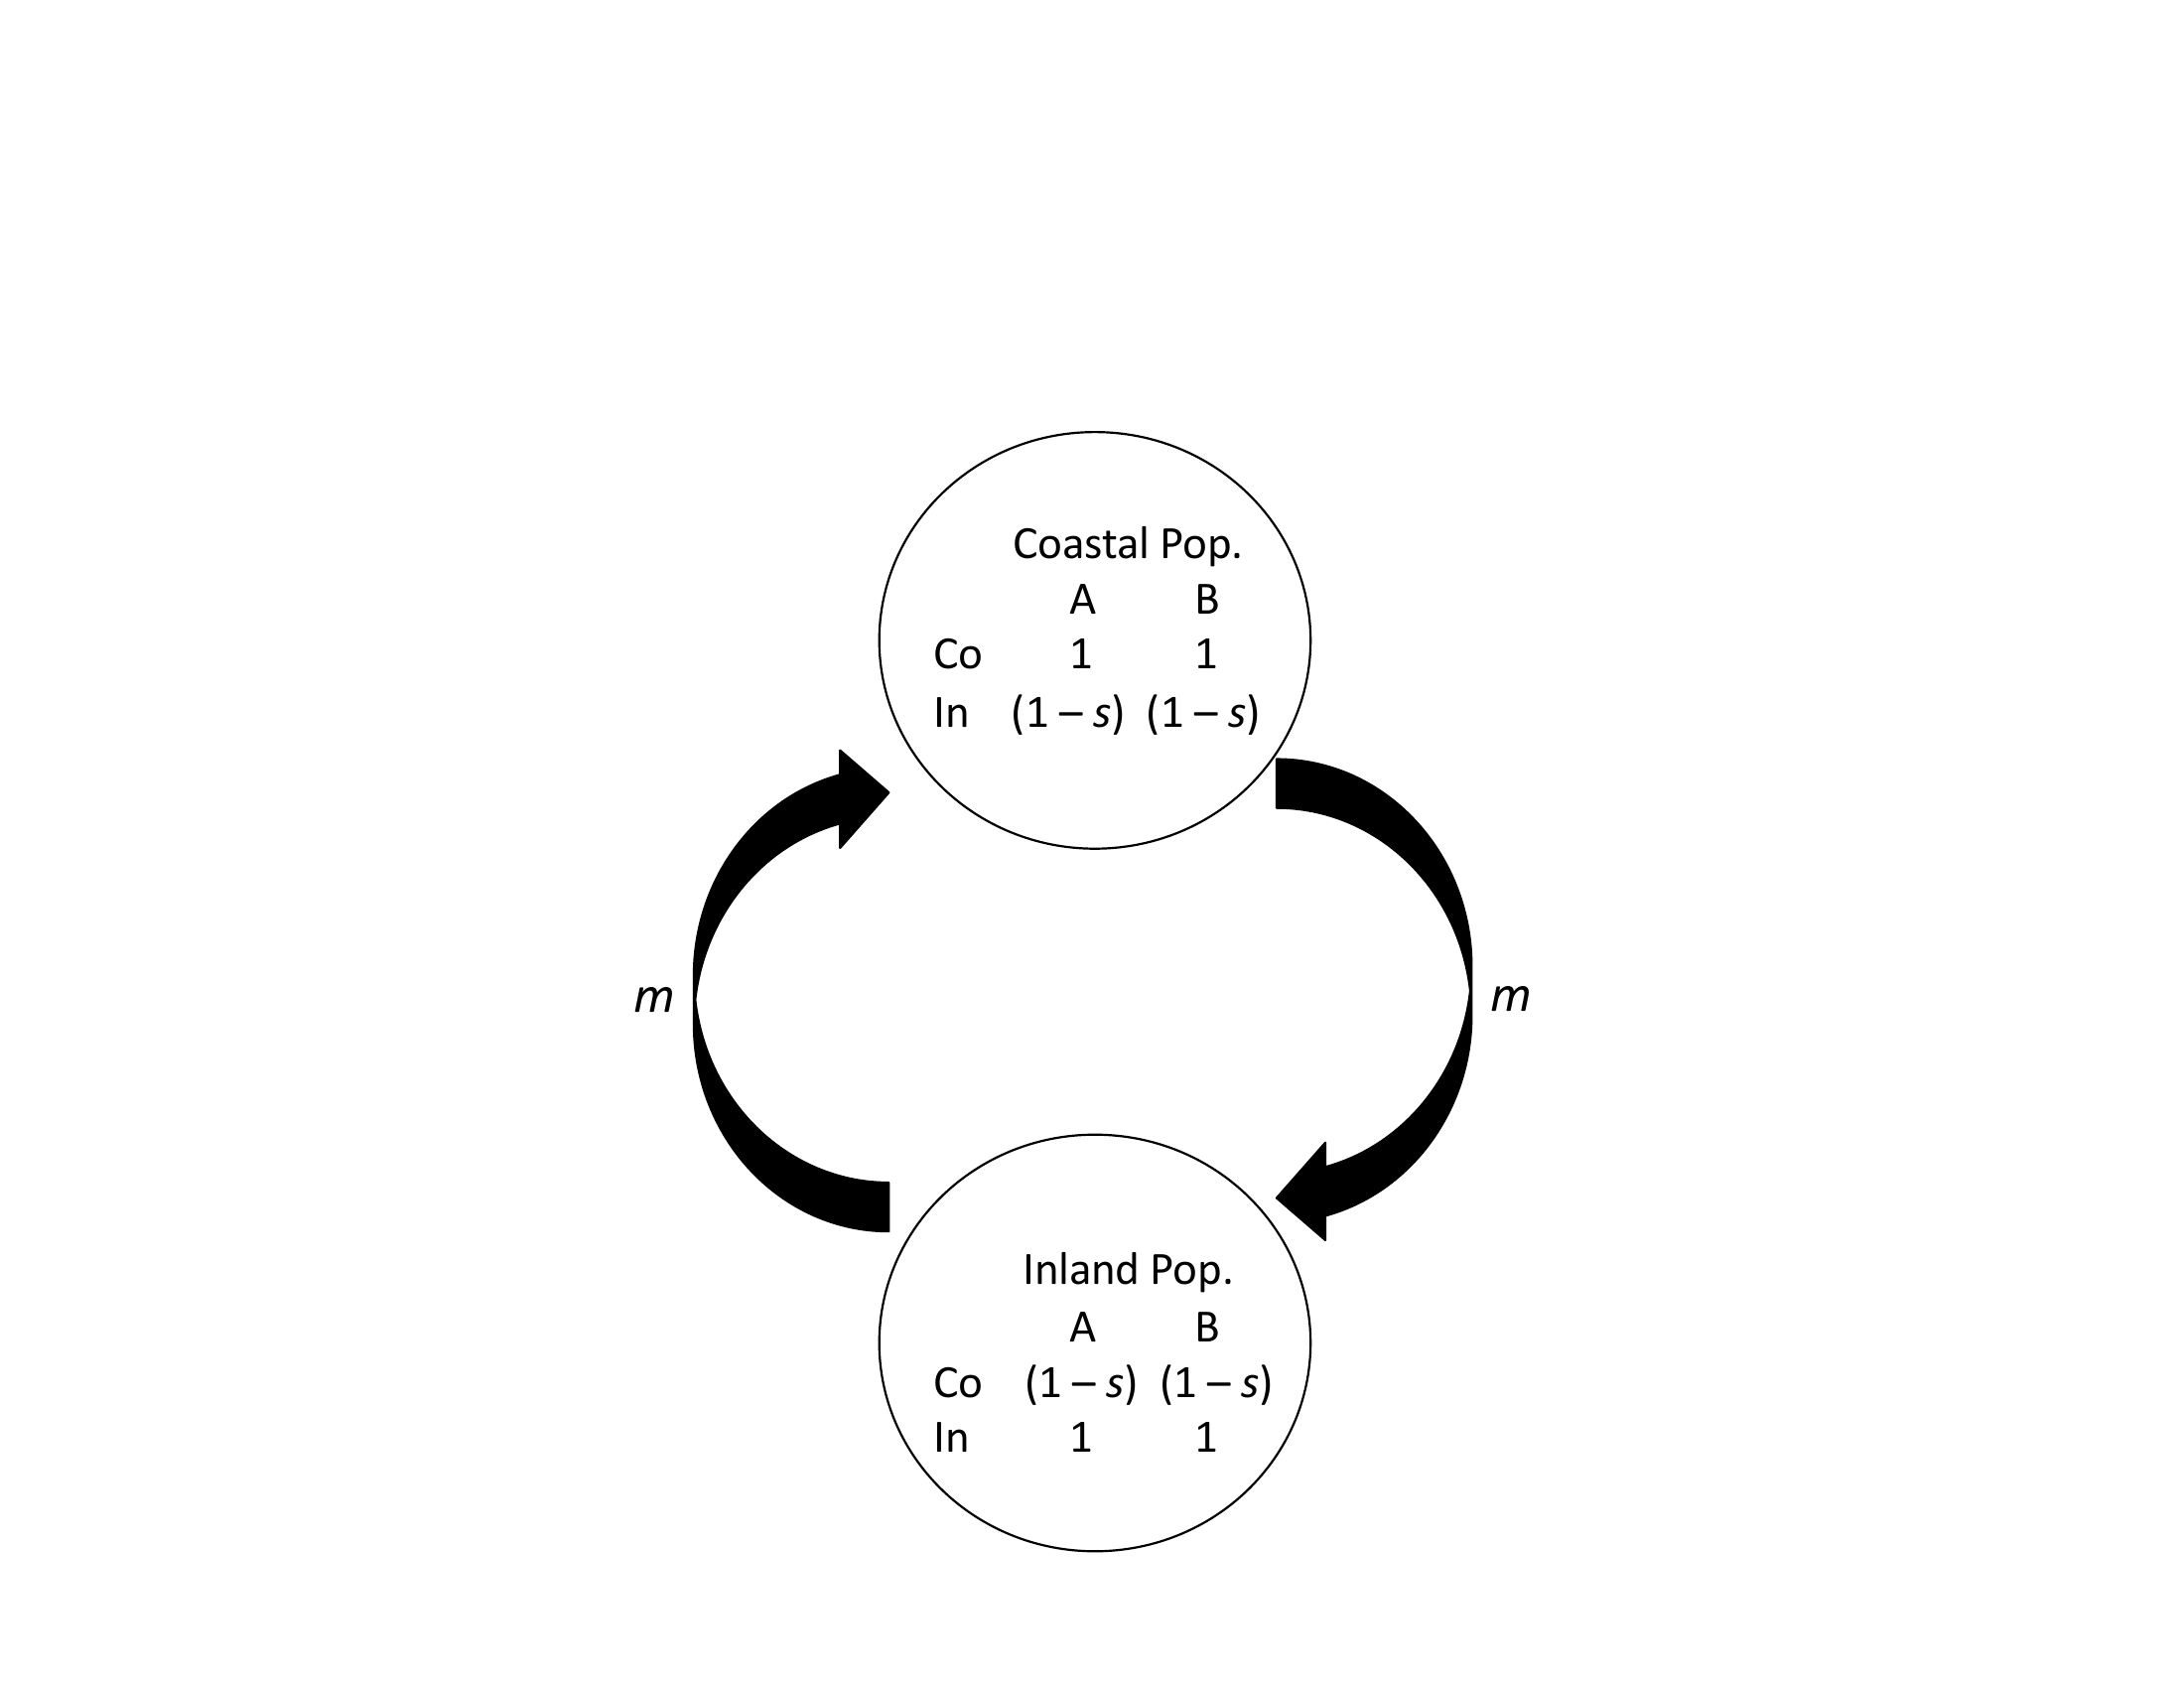 Coastal Pop.
A B
Co 1 1
In (1 – s) (1 – s)
m m
Inland Pop.
A B
Co (1 – s) (1 – s)
In 1 1